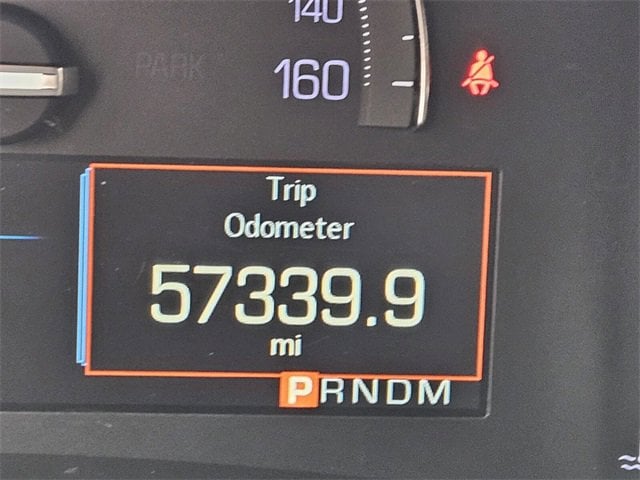 140
160
PARK
Trip
Odometer
57339.9
mi
PRNDM